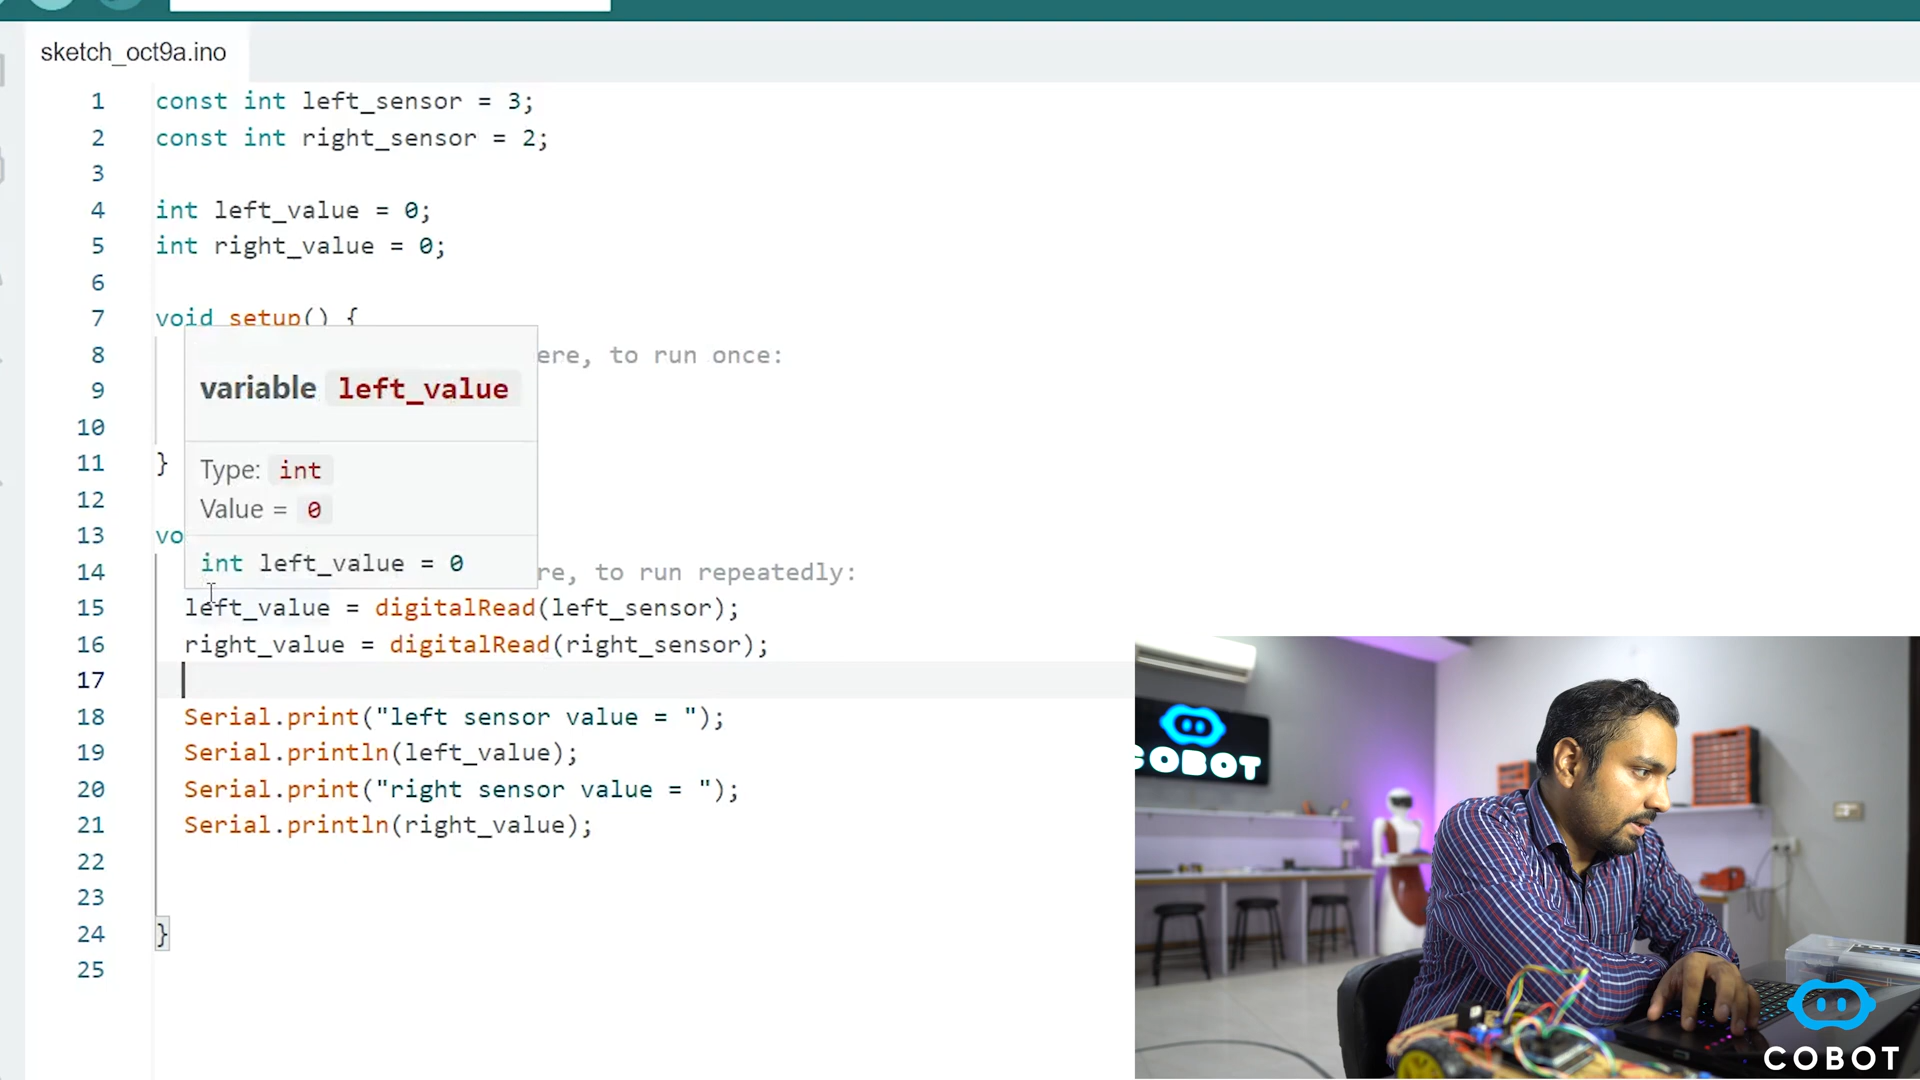 sketch_oct9a.ino
1 const int left_sensor = 3;
2 const int right_sensor = 2;
3
4 int left_value = 0;
5 int right_value = 0;
6
7 void setup() {
8 ere, to run once:
9
10
11 }
12
13 vo
14 re, to run repeatedly:
15 left_value = digitalRead(left_sensor);
16 right_value = digitalRead(right_sensor);
17
18 Serial.print("left sensor value = ");
19 Serial.println(left_value);
20 Serial.print("right sensor value = ");
21 Serial.println(right_value);
22
23
24 }
25
variable left_value
Type: int
Value = 0
int left_value = 0
COBOT
COBOT